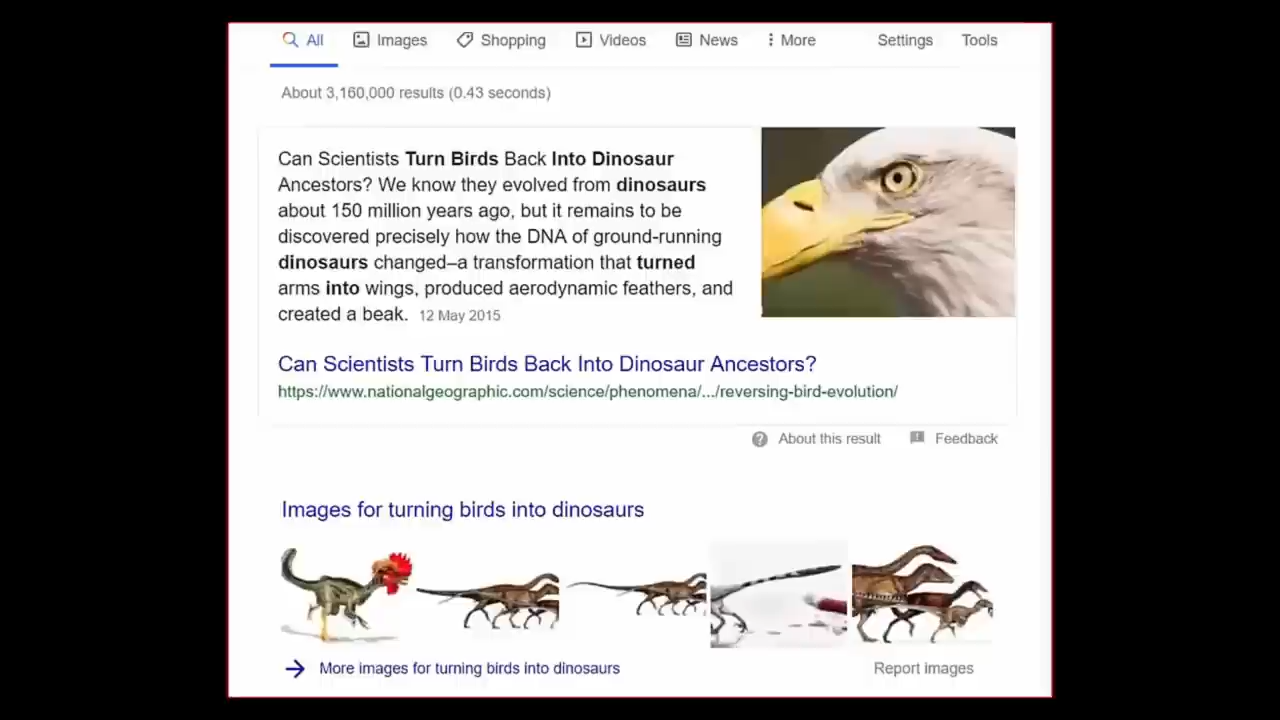 All Images Shopping Videos News More Settings Tools
About 3,160,000 results (0.43 seconds)
Can Scientists Turn Birds Back Into Dinosaur
Ancestors? We know they evolved from dinosaurs
about 150 million years ago, but it remains to be
discovered precisely how the DNA of ground-running
dinosaurs changed–a transformation that turned
arms into wings, produced aerodynamic feathers, and
created a beak. 12 May 2015
Can Scientists Turn Birds Back Into Dinosaur Ancestors?
https://www.nationalgeographic.com/science/phenomena/.../reversing-bird-evolution/
About this result Feedback
Images for turning birds into dinosaurs
More images for turning birds into dinosaurs Report images